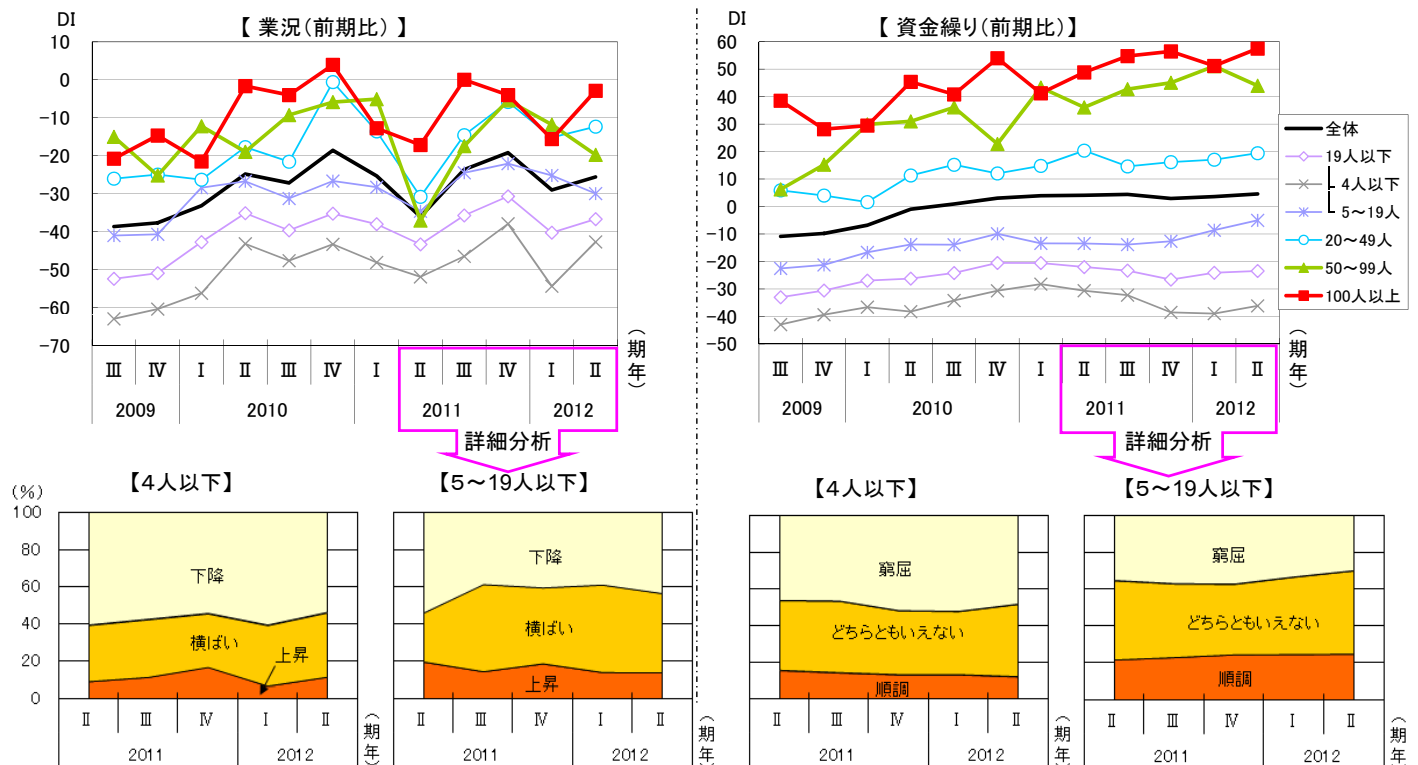 DI
【 業況(前期比) 】
10
0
-10
-20
-30
-40
-50
-60
-70
Ⅲ Ⅳ Ⅰ Ⅱ Ⅲ Ⅳ Ⅰ Ⅱ Ⅲ Ⅳ Ⅰ Ⅱ
2009 2010 2011 2012
(期年)
詳細分析
DI
【 資金繰り(前期比)】
60
50
40
30
20
10
0
-10
-20
-30
-40
-50
Ⅲ Ⅳ Ⅰ Ⅱ Ⅲ Ⅳ Ⅰ Ⅱ Ⅲ Ⅳ Ⅰ Ⅱ
2009 2010 2011 2012
(期年)
詳細分析
全体
19人以下
4人以下
5~19人
20~49人
50~99人
100人以上
【4人以下】
(%)
100
80
60
40
20
0
下降
横ばい
上昇
Ⅱ Ⅲ Ⅳ Ⅰ Ⅱ
2011 2012
(期年)
【5~19人以下】
下降
横ばい
上昇
Ⅱ Ⅲ Ⅳ Ⅰ Ⅱ
2011 2012
(期年)
【4人以下】
窮屈
どちらともいえない
順調
Ⅱ Ⅲ Ⅳ Ⅰ Ⅱ
2011 2012
(期年)
【5~19人以下】
窮屈
どちらともいえない
順調
Ⅱ Ⅲ Ⅳ Ⅰ Ⅱ
2011 2012
(期年)